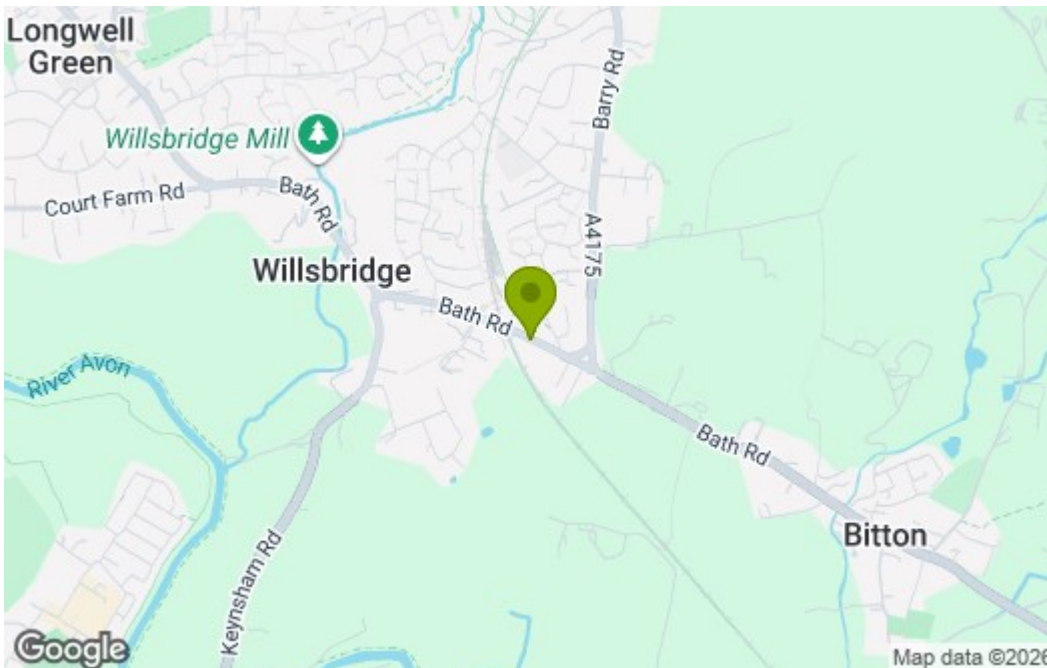 Longwell
Green
Willsbridge Mill
Barry Rd
Court Farm Rd
Bath Rd
A4175
Willsbridge
Bath Rd
River Avon
Bath Rd
Bitton
Keynsham Rd
Google
Map data ©2026